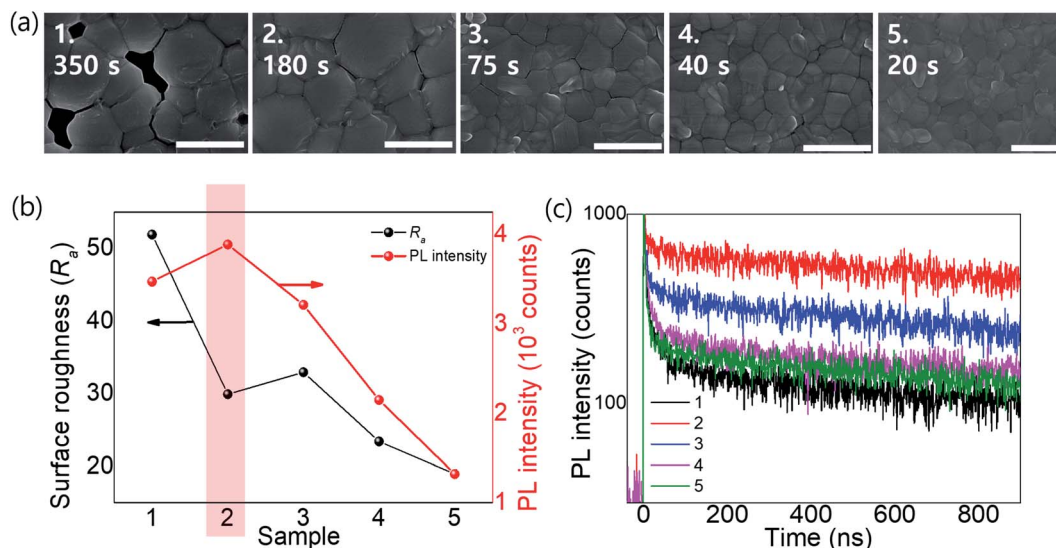 (a)
1.
350 s
2.
180 s
3.
75 s
4.
40 s
5.
20 s
(b)
Surface roughness (Ra)
50
40
30
20
Ra
PL intensity
4
3
2
1
PL intensity (10³ counts)
1 2 3 4 5
Sample
(c)
PL intensity (counts)
1000
100
1
2
3
4
5
0 200 400 600 800
Time (ns)